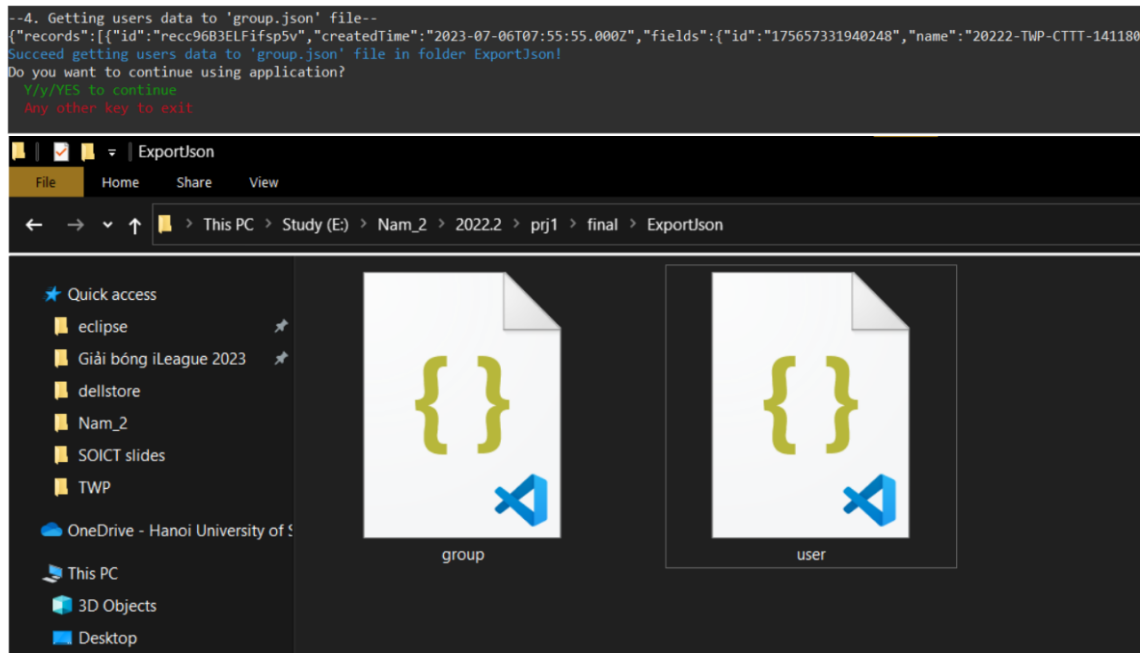 --4. Getting users data to 'group.json' file--
{"records":[{"id":"recc96B3ELFifsp5v","createdTime":"2023-07-06T07:55:55.000Z","fields":{"id":"175657331940248","name":"20222-TWP-CTTT-141180
Succeed getting users data to 'group.json' file in folder ExportJson!
Do you want to continue using application?
Y/y/YES to continue
Any other key to exit
ExportJson
File Home Share View
This PC > Study (E:) > Nam_2 > 2022.2 > prj1 > final > ExportJson
Quick access
eclipse
Giải bóng iLeague 2023
dellstore
Nam_2
SOICT slides
TWP
OneDrive - Hanoi University of S
This PC
3D Objects
Desktop
group
user